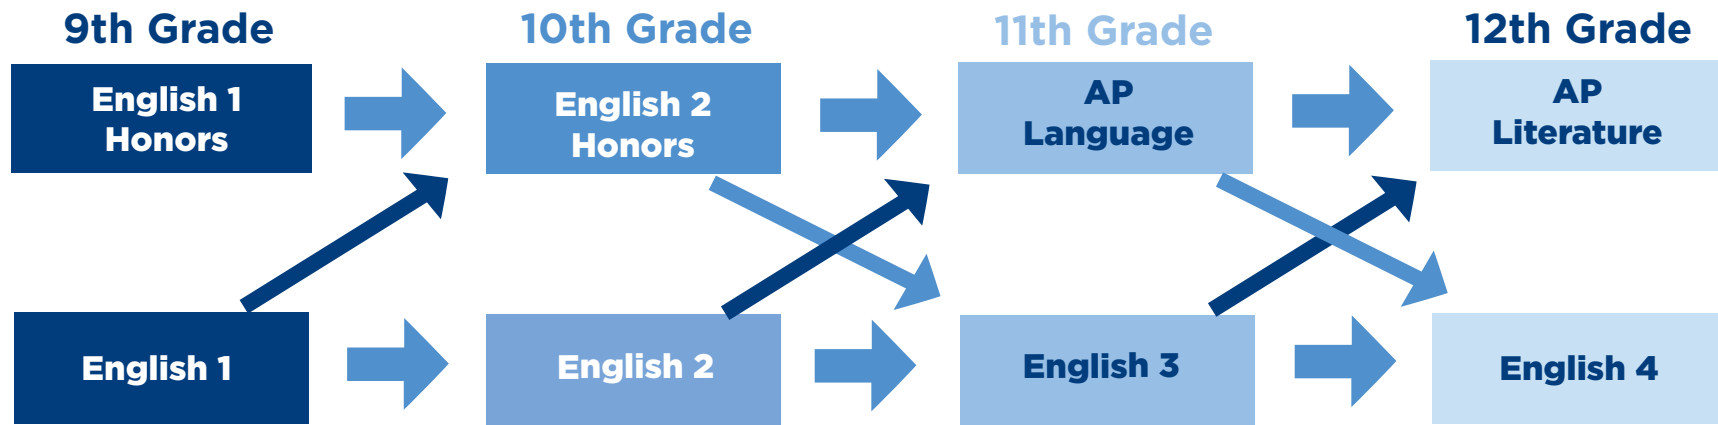 9th Grade
10th Grade
11th Grade
12th Grade
English 1
Honors
English 2
Honors
AP
Language
AP
Literature
English 1
English 2
English 3
English 4